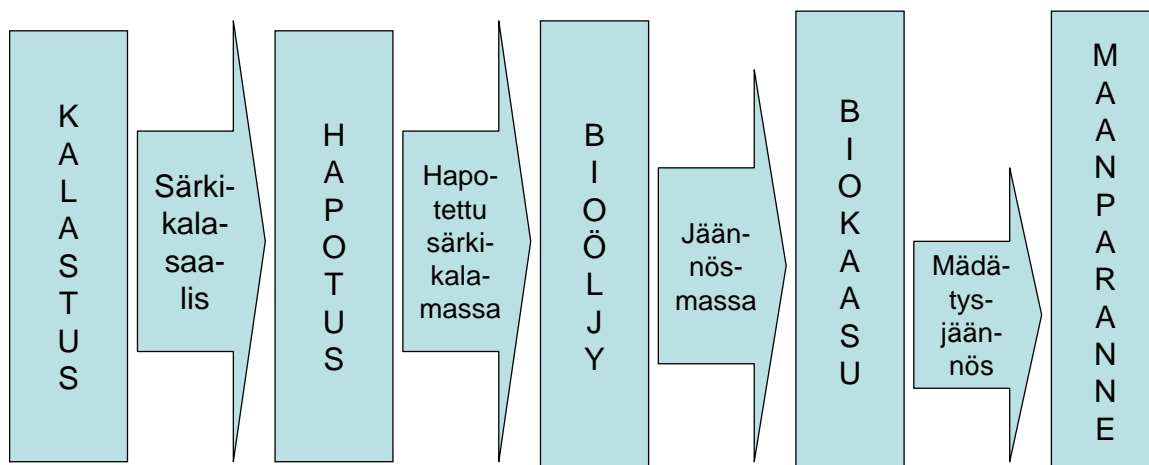 KALASTUS
Särki-
kala-
saa-
lis
HAPOTUS
Hapo-
tettu
särki-
kala-
massa
BIOÖLJY
Jään-
nös-
massa
BIOKAASU
Mädä-
tys-
jään-
nös
MAANPARANNE